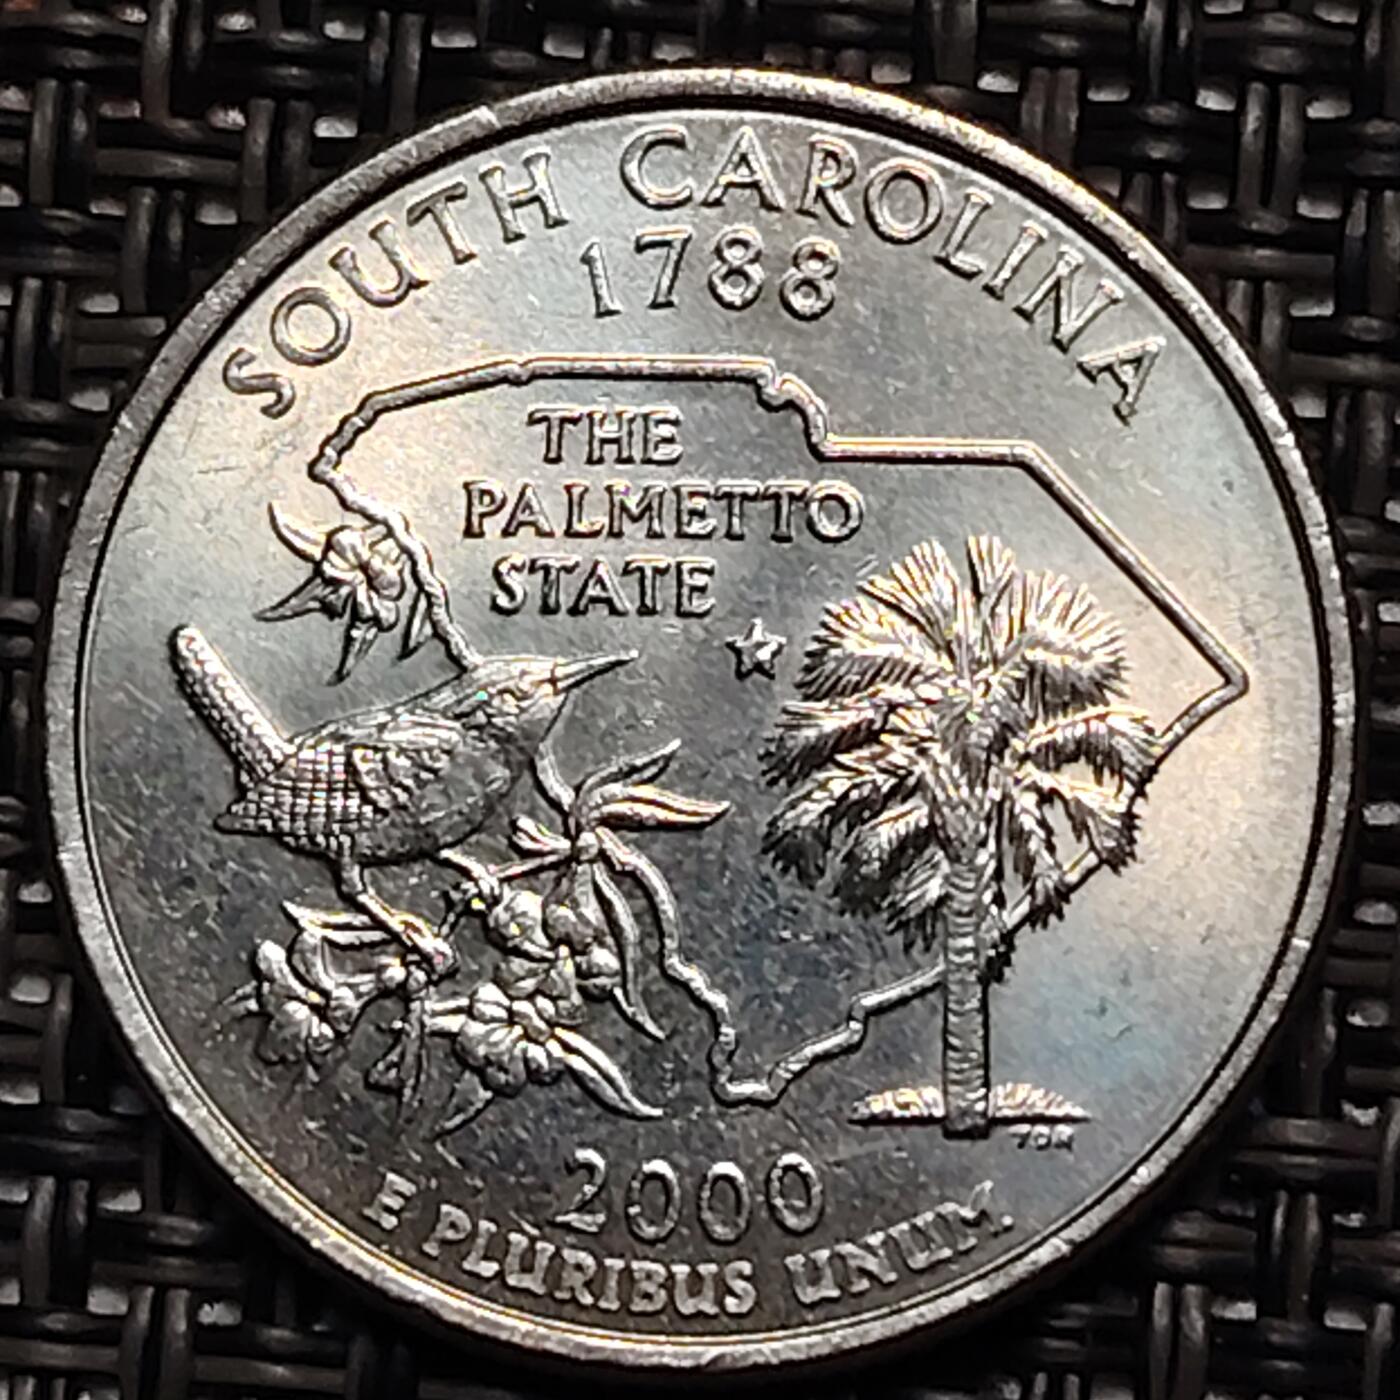 SOUTH CAROLINA
1788
THE
PALMETTO
STATE
2000
E PLURIBUS UNUM